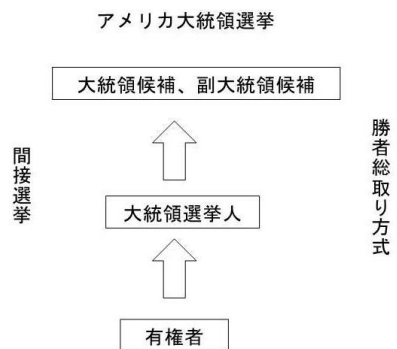 アメリカ大統領選挙
大統領候補、副大統領候補
間接選挙
勝者総取り方式
大統領選挙人
有権者